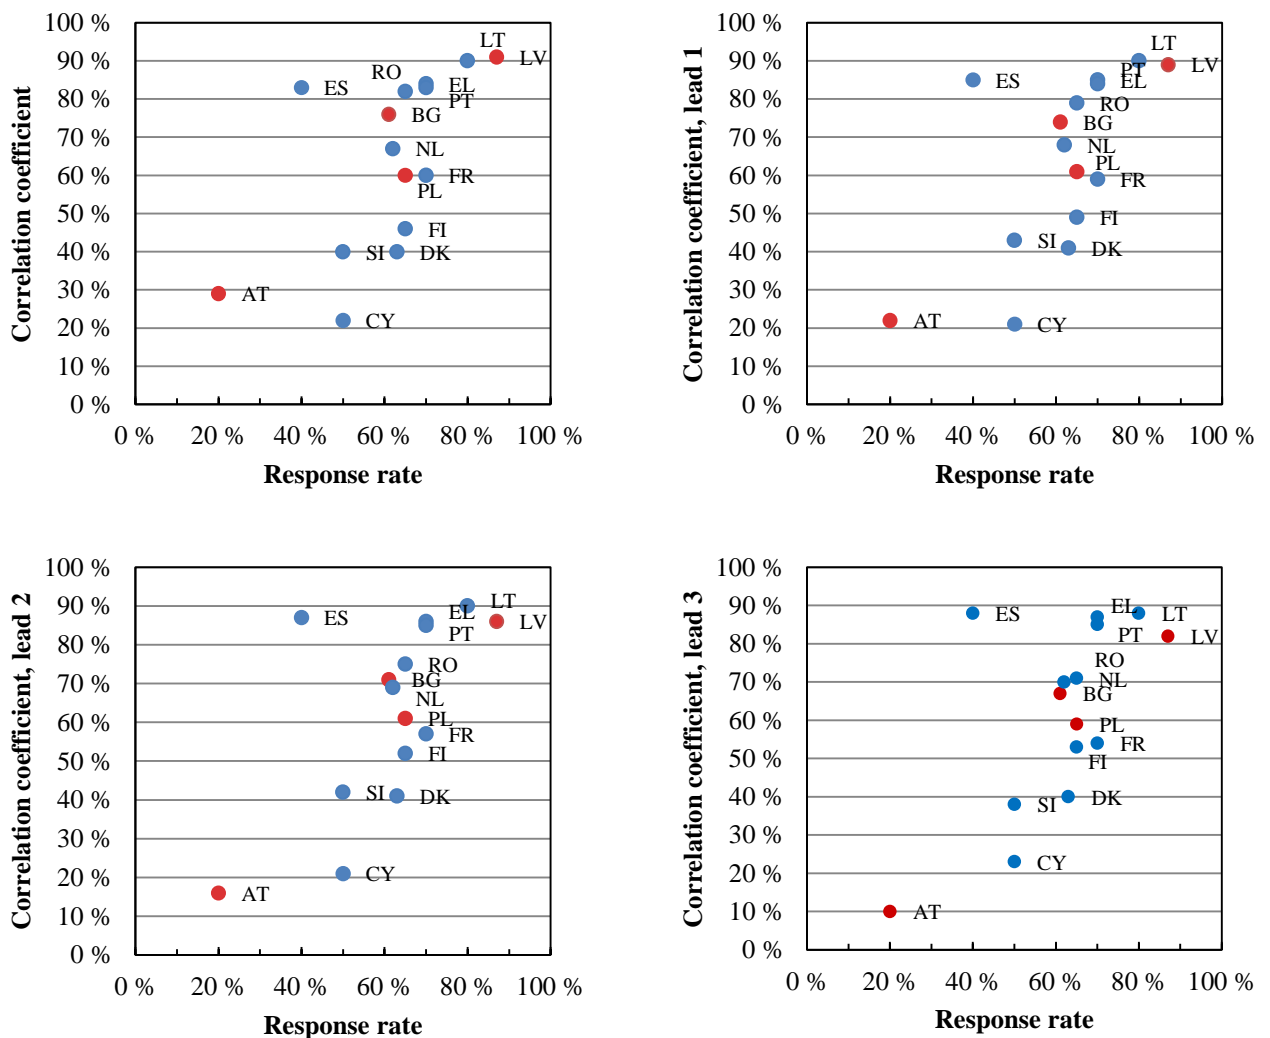 Correlation coefficient
100 %
90 %
80 %
70 %
60 %
50 %
40 %
30 %
20 %
10 %
0 %
LT
LV
RO
ES
EL
PT
BG
NL
FR
PL
FI
SI
DK
AT
CY
0 %
20 %
40 %
60 %
80 %
100 %
Response rate
Correlation coefficient, lead 1
100 %
90 %
80 %
70 %
60 %
50 %
40 %
30 %
20 %
10 %
0 %
LT
LV
PT
ES
EL
RO
BG
NL
PL
FR
FI
SI
DK
AT
CY
0 %
20 %
40 %
60 %
80 %
100 %
Response rate
Correlation coefficient, lead 2
100 %
90 %
80 %
70 %
60 %
50 %
40 %
30 %
20 %
10 %
0 %
LT
EL
ES
LV
PT
RO
BG
NL
PL
FR
FI
SI
DK
CY
AT
0 %
20 %
40 %
60 %
80 %
100 %
Response rate
Correlation coefficient, lead 3
100 %
90 %
80 %
70 %
60 %
50 %
40 %
30 %
20 %
10 %
0 %
EL
ES
LT
PT
LV
RO
NL
BG
PL
FR
FI
SI
DK
CY
AT
0 %
20 %
40 %
60 %
80 %
100 %
Response rate